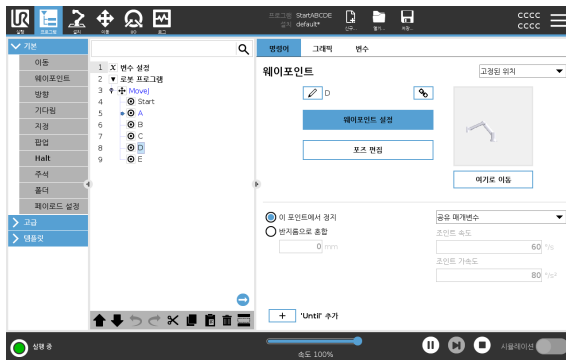 UR
실행
프로그램
설치
이동
I/O
로그
프로그램 StartABCDE
설치 default*
신규...
열기...
저장...
cccc
cccc
기본
이동
웨이포인트
방향
기다림
지정
팝업
Halt
주석
폴더
페이로드 설정
고급
템플릿
1 X 변수 설정
2 로봇 프로그램
3 MoveJ
4 Start
5 A
6 B
7 C
8 D
9 E
명령어
그래픽
변수
웨이포인트
고정된 위치
D
웨이포인트 설정
포즈 편집
여기로 이동
이 포인트에서 정지
공유 매개변수
반지름으로 혼합
조인트 속도
0 mm
60 °/s
조인트 가속도
80 °/s²
+ 'Until' 추가
실행 중
속도 100%
시뮬레이션